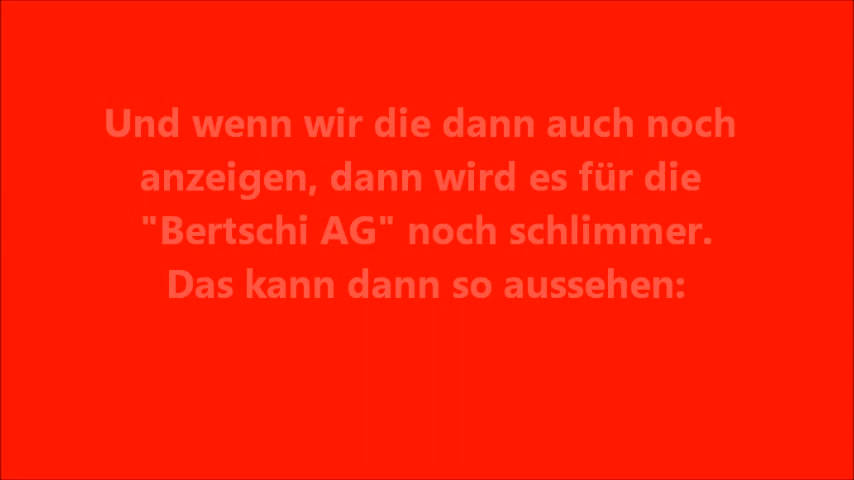 Und wenn wir die dann auch noch
anzeigen, dann wird es für die
"Bertschi AG" noch schlimmer.
Das kann dann so aussehen: